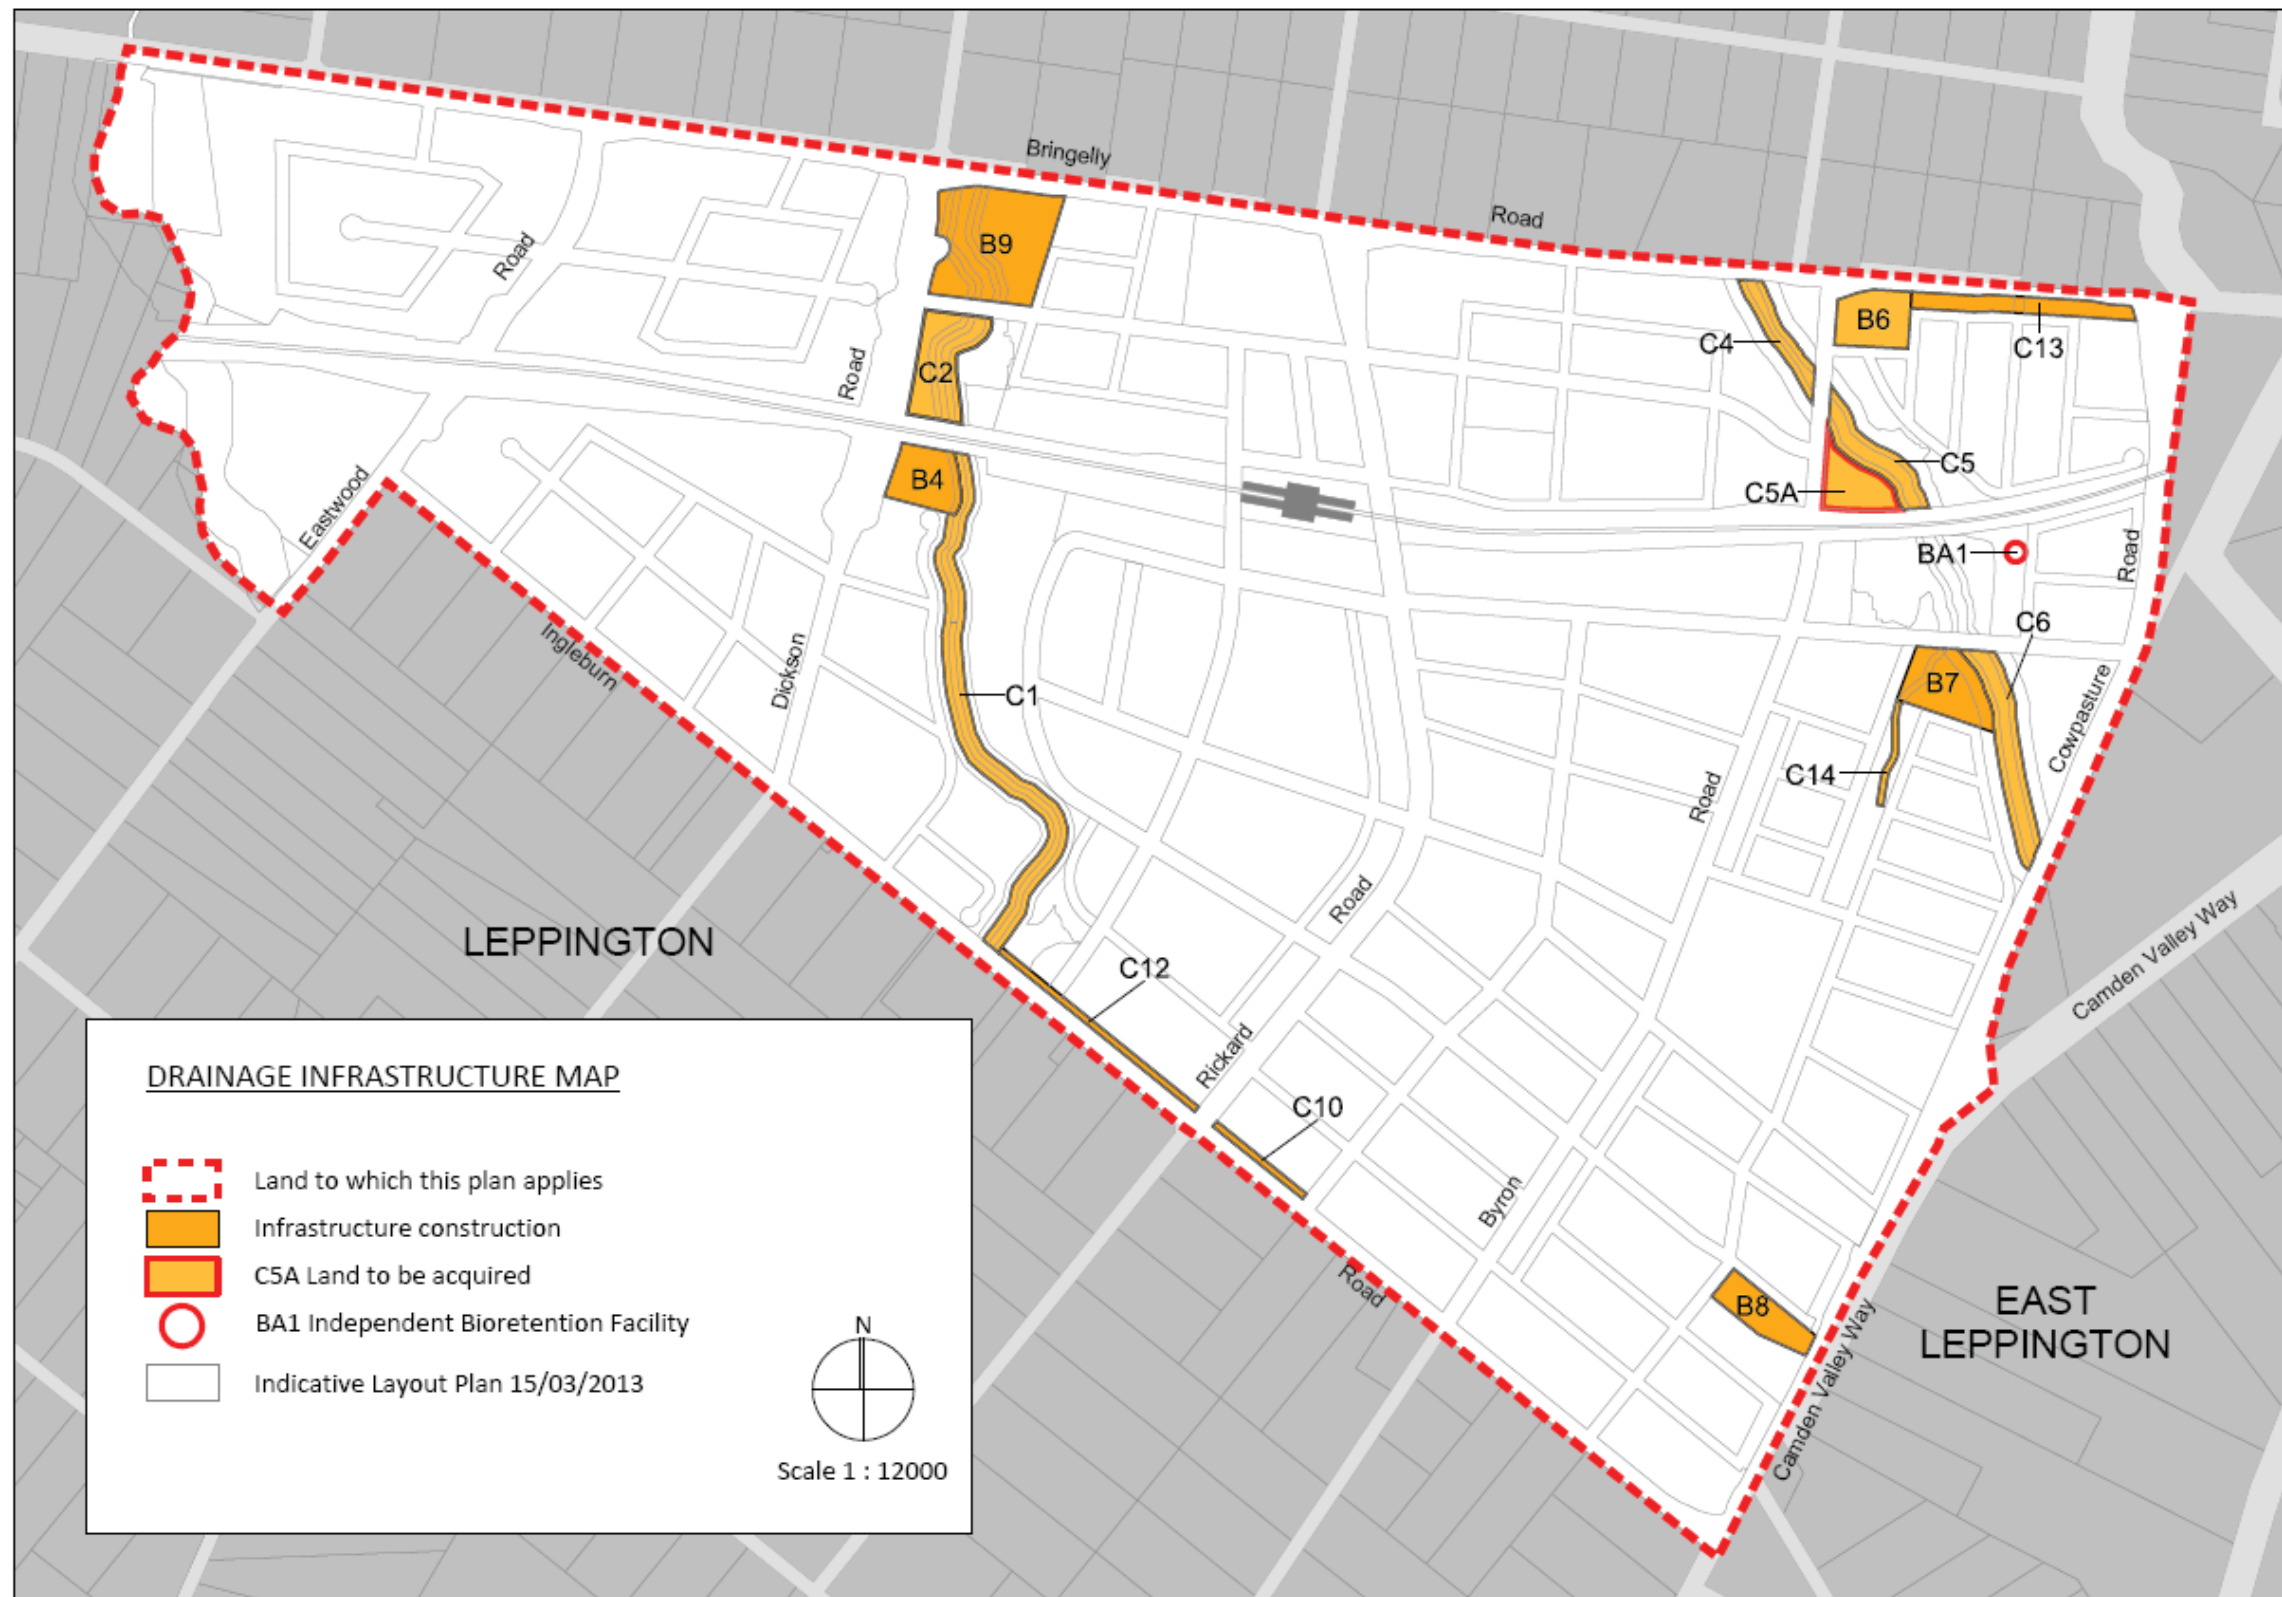 Bringelly
Road
B9
Road
C4
B6
C13
C2
Road
C5
B4
C5A
Eastwood
BA1
Road
C6
Ingleburn
Dickson
C1
B7
Cowpasture
C14
Road
Road
LEPPINGTON
C12
Camden Valley Way
Rickard
C10
Byron
Road
B8
EAST
LEPPINGTON
Camden Valley Way
DRAINAGE INFRASTRUCTURE MAP
Land to which this plan applies
Infrastructure construction
C5A Land to be acquired
BA1 Independent Bioretention Facility
Indicative Layout Plan 15/03/2013
N
Scale 1 : 12000